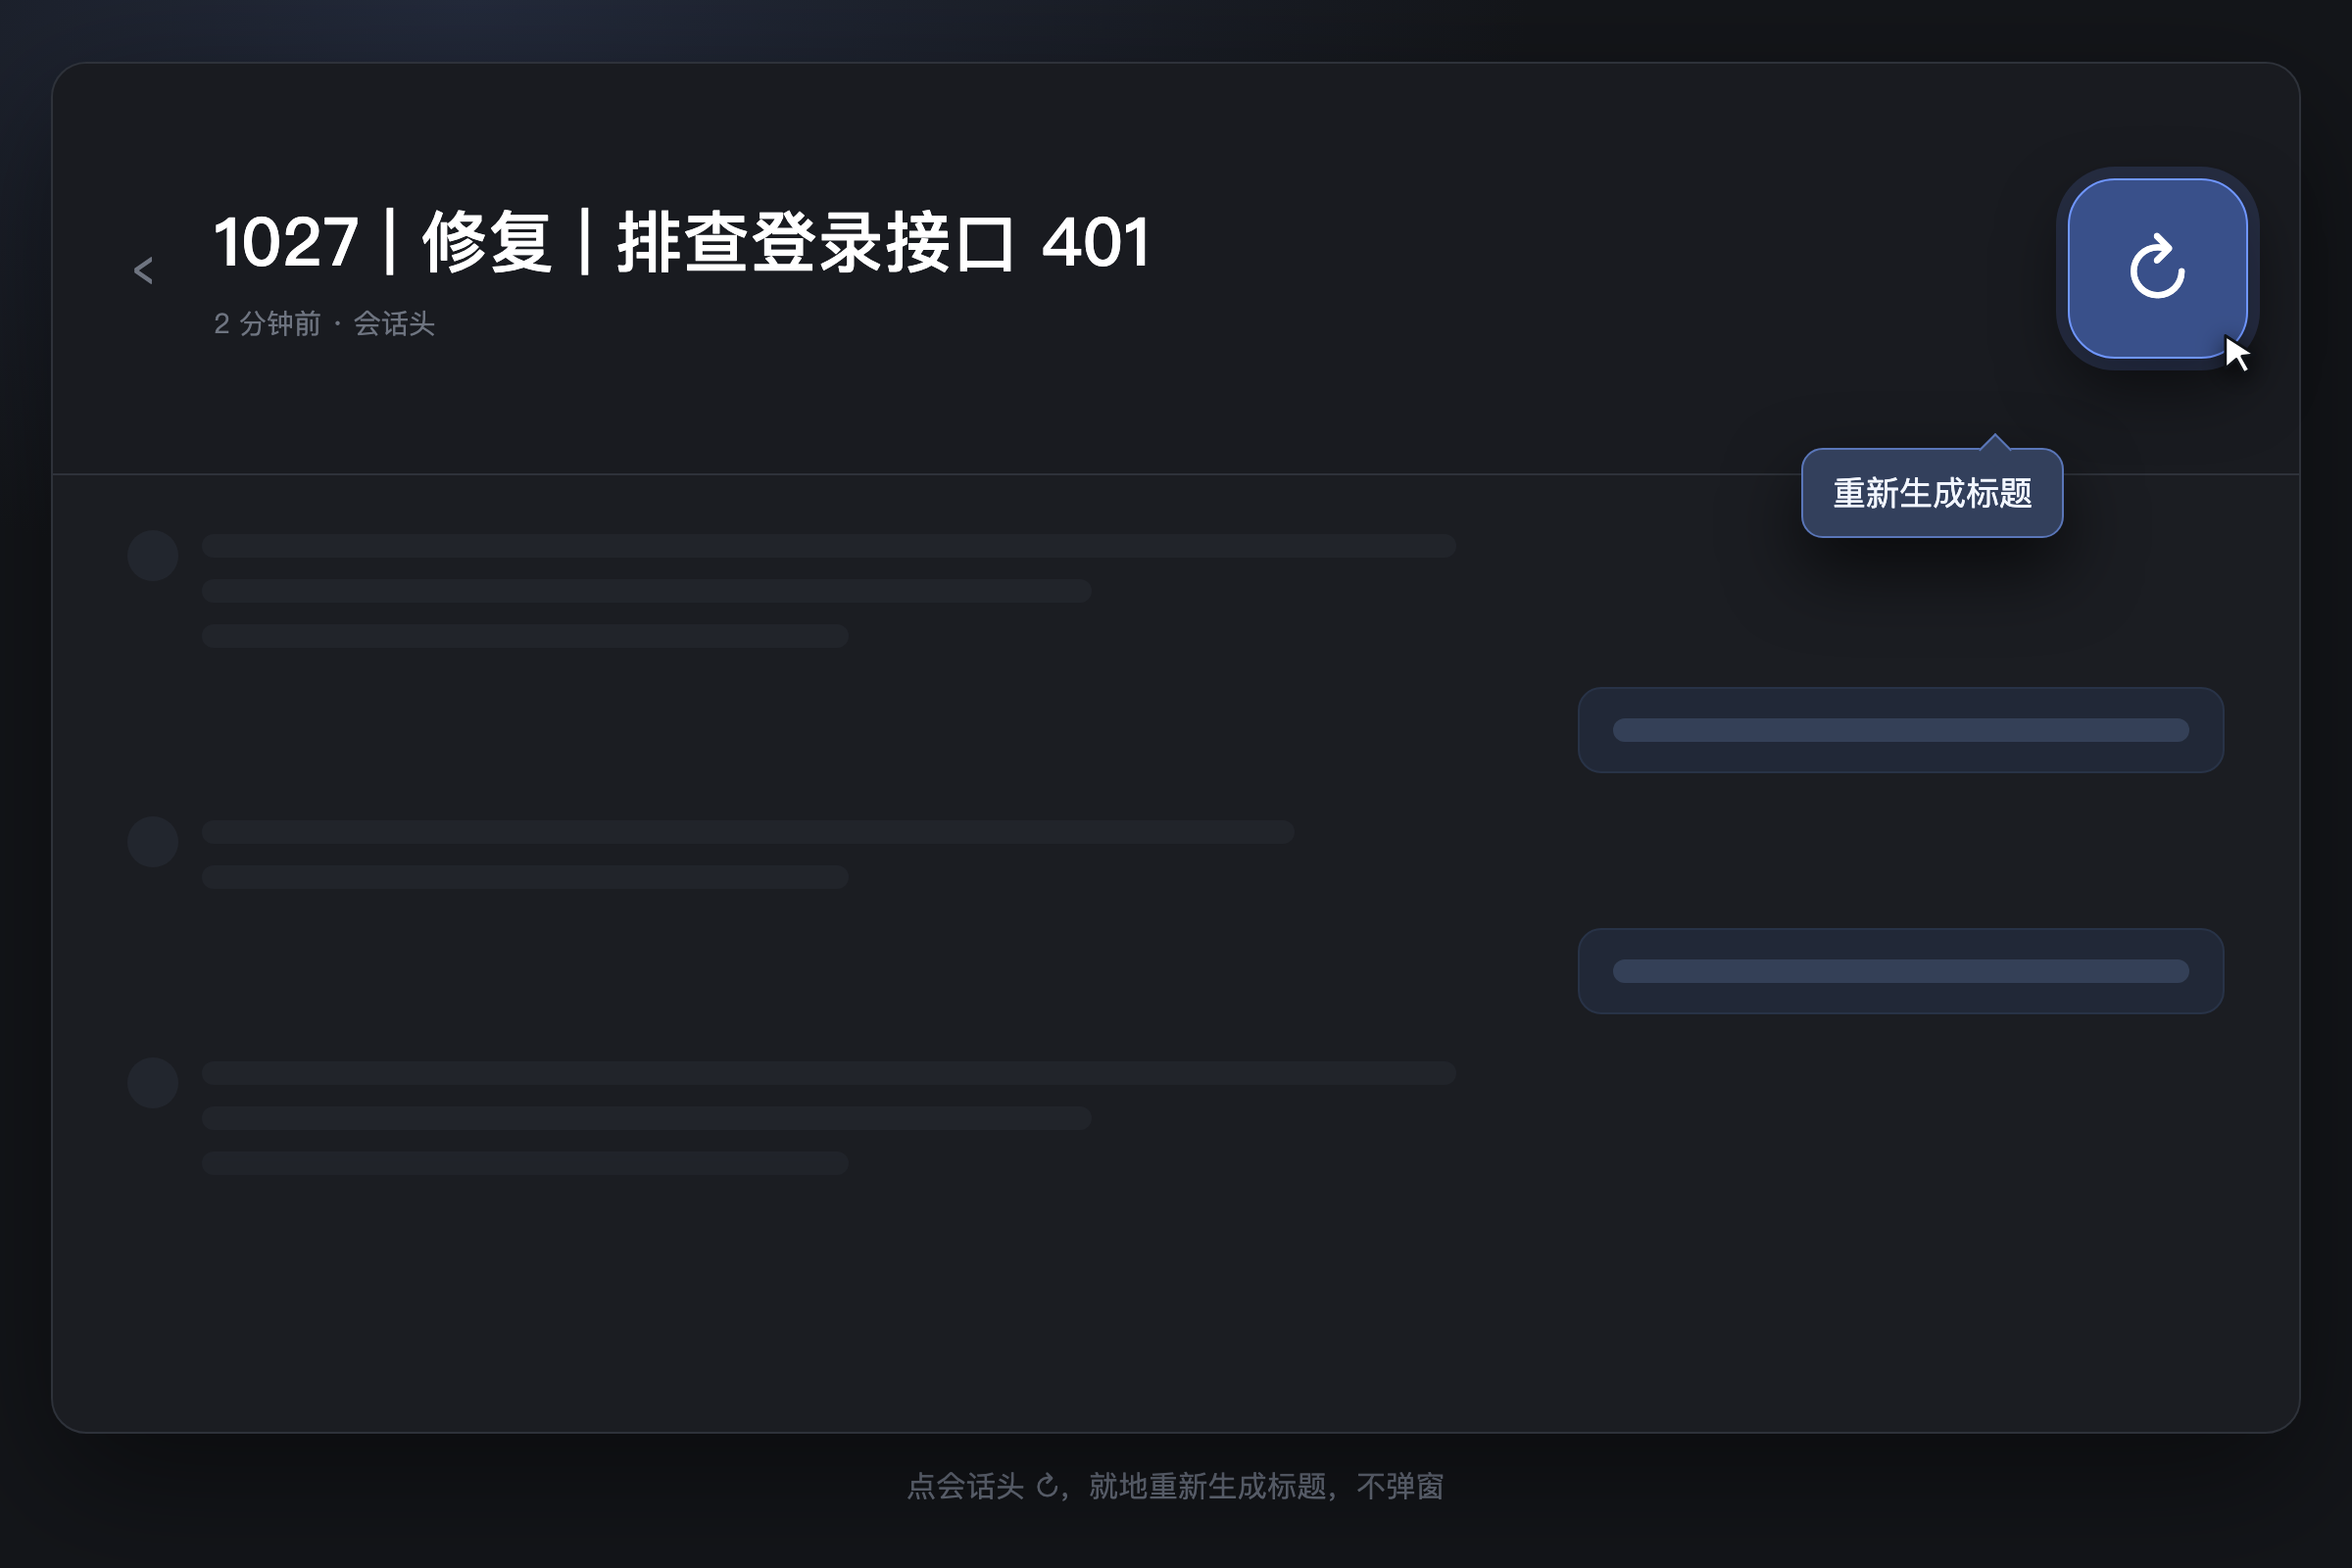 1027 | 修复 | 排查登录接口 401
2 分钟前 · 会话头
重新生成标题
点会话头 ↻，就地重新生成标题，不弹窗